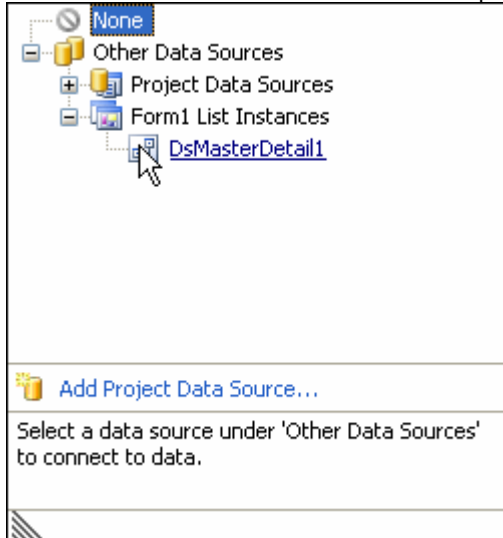 None
Other Data Sources
Project Data Sources
Form1 List Instances
DsMasterDetail1
Add Project Data Source...
Select a data source under 'Other Data Sources'
to connect to data.